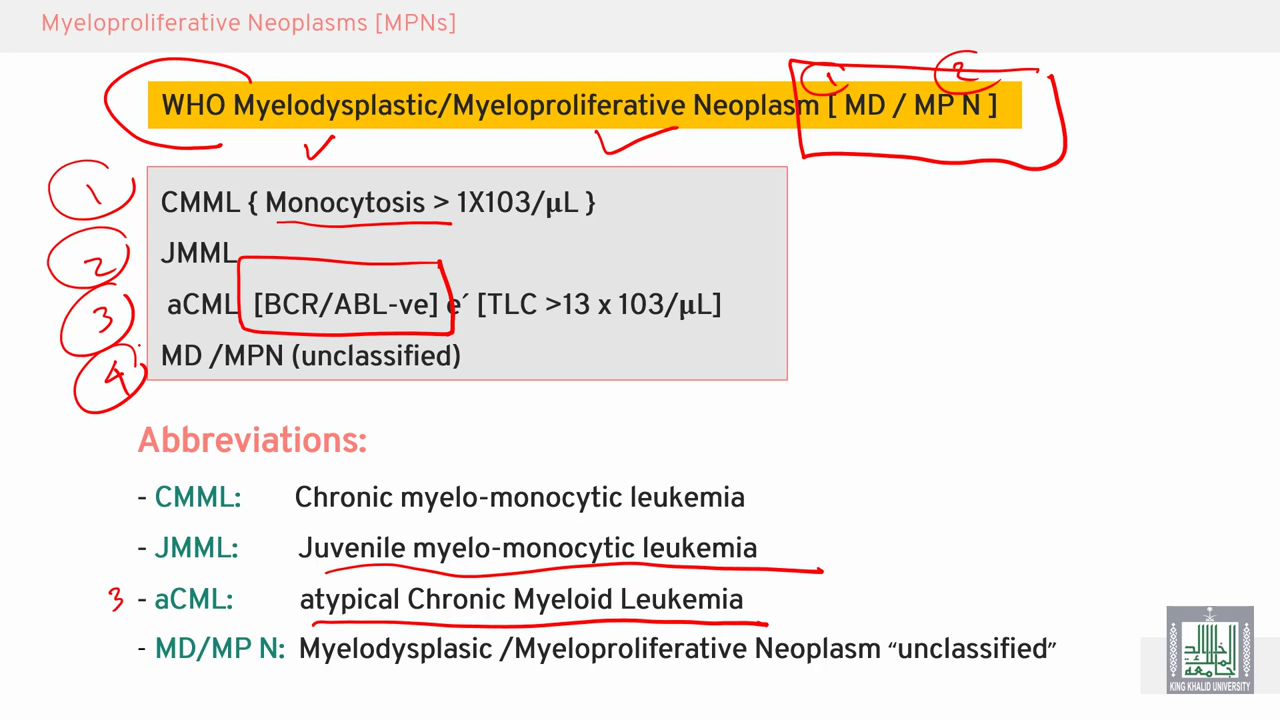 Myeloproliferative Neoplasms [MPNs]
1 2
WHO Myelodysplastic/Myeloproliferative Neoplasm [ MD / MP N ]
1 CMML { Monocytosis > 1X103/µL }
2 JMML
3 aCML [BCR/ABL-ve] e´ [TLC >13 x 103/µL]
4 MD /MPN (unclassified)
Abbreviations:
- CMML: Chronic myelo-monocytic leukemia
- JMML: Juvenile myelo-monocytic leukemia
3 - aCML: atypical Chronic Myeloid Leukemia
- MD/MP N: Myelodysplasic /Myeloproliferative Neoplasm “unclassified”
KING KHALID UNIVERSITY